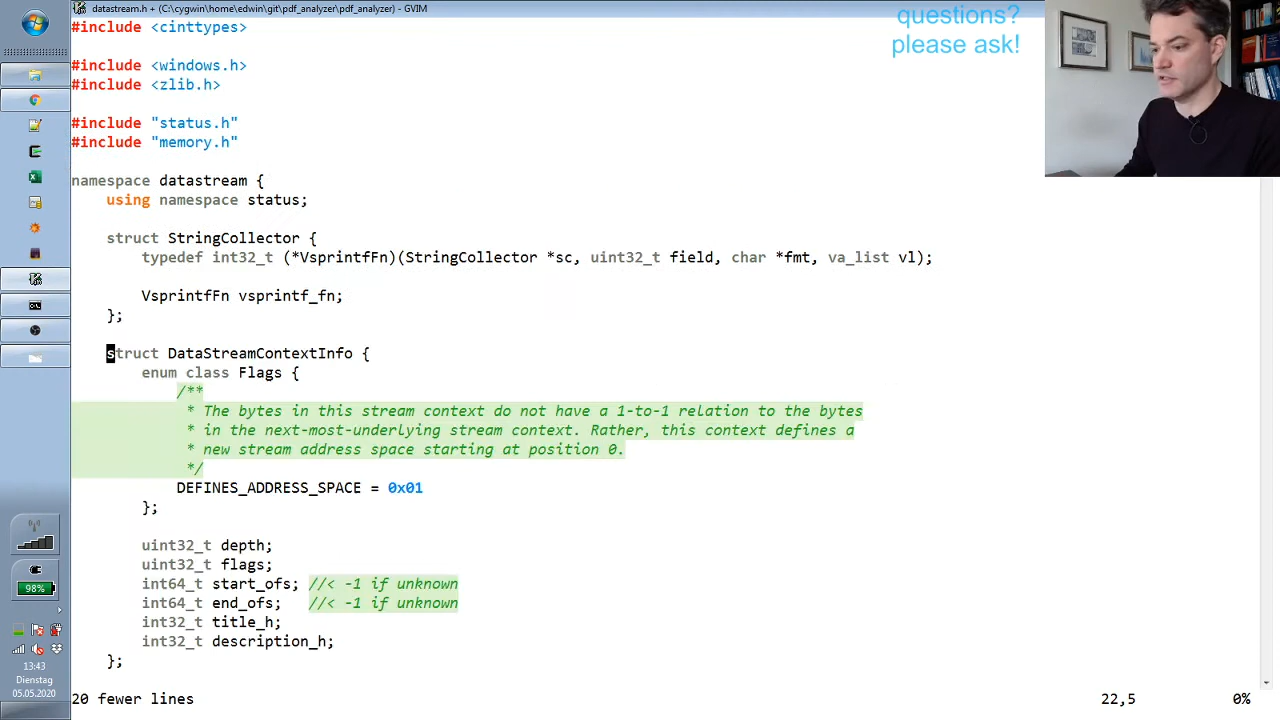 datastream.h + (C:\cygwin\home\edwin\git\pdf_analyzer\pdf_analyzer) - GVIM
questions?
please ask!
#include <cinttypes>
#include <windows.h>
#include <zlib.h>
#include "status.h"
#include "memory.h"
namespace datastream {
using namespace status;
struct StringCollector {
typedef int32_t (*VsprintfFn)(StringCollector *sc, uint32_t field, char *fmt, va_list vl);
VsprintfFn vsprintf_fn;
};
struct DataStreamContextInfo {
enum class Flags {
/**
* The bytes in this stream context do not have a 1-to-1 relation to the bytes
* in the next-most-underlying stream context. Rather, this context defines a
* new stream address space starting at position 0.
*/
DEFINES_ADDRESS_SPACE = 0x01
};
uint32_t depth;
uint32_t flags;
int64_t start_ofs; //< -1 if unknown
int64_t end_ofs;   //< -1 if unknown
int32_t title_h;
int32_t description_h;
};
20 fewer lines
22,5
0%
98%
13:43
Dienstag
05.05.2020